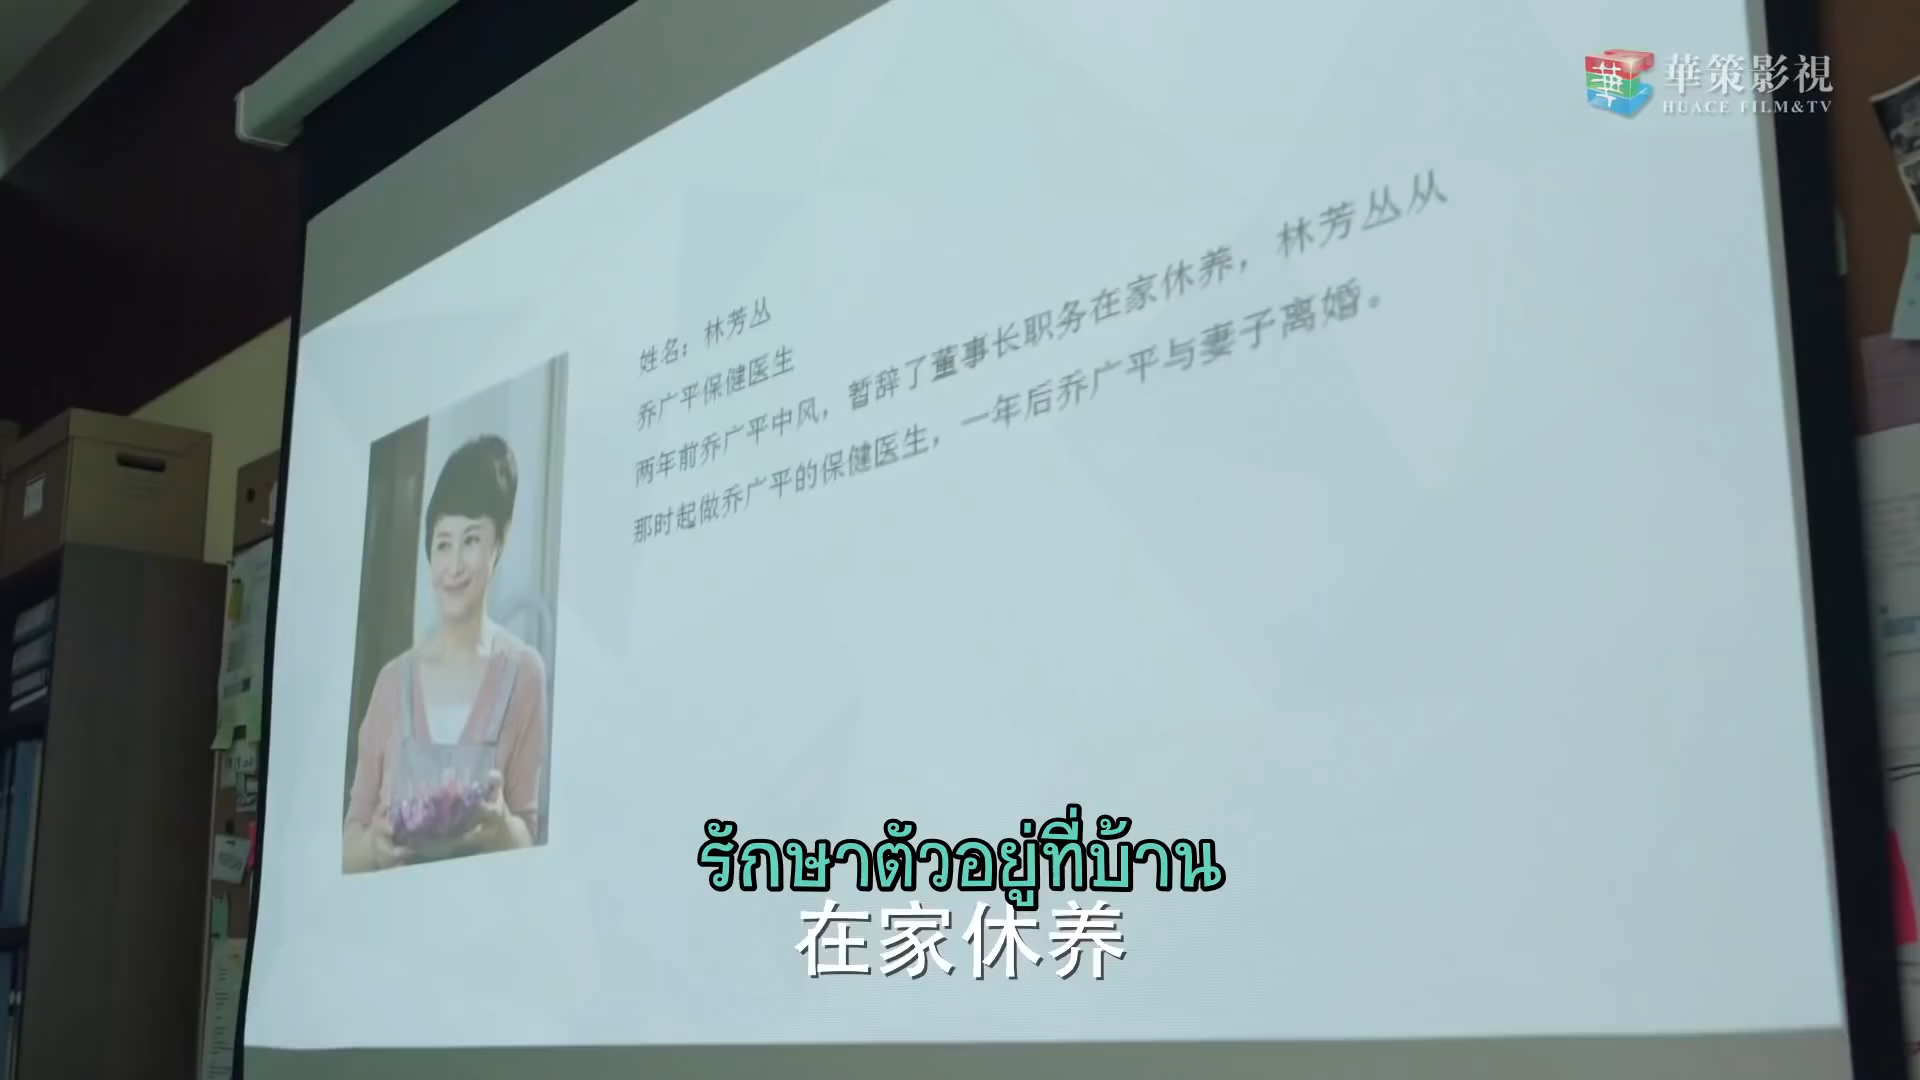 華策影視
HUACE FILM&TV
姓名：林芳丛
乔广平保健医生
两年前乔广平中风，暂辞了董事长职务在家休养，林芳丛从
那时起做乔广平的保健医生，一年后乔广平与妻子离婚。
รักษาตัวอยู่ที่บ้าน
在家休养